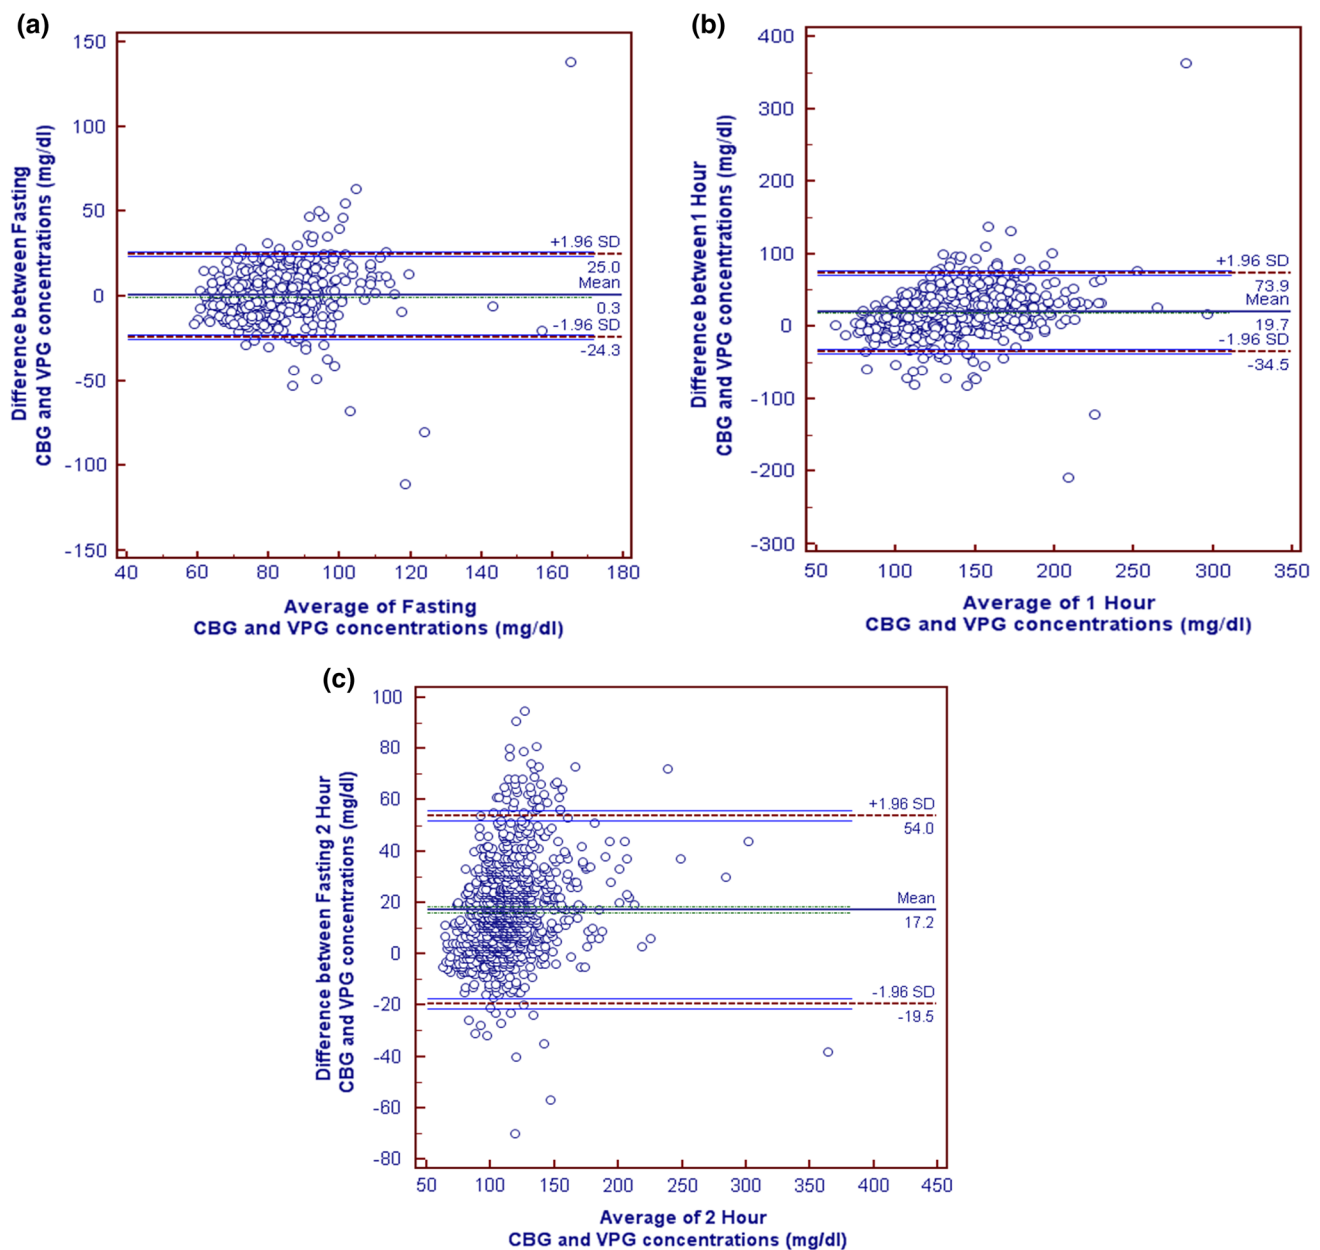 (a)
150
100
50
0
-50
-100
-150
Difference between Fasting
CBG and VPG concentrations (mg/dl)
+1.96 SD
25.0
Mean
0.3
-1.96 SD
-24.3
40 60 80 100 120 140 160 180
Average of Fasting
CBG and VPG concentrations (mg/dl)
(b)
400
300
200
100
0
-100
-200
-300
Difference between 1 Hour
CBG and VPG concentrations (mg/dl)
+1.96 SD
73.9
Mean
19.7
-1.96 SD
-34.5
50 100 150 200 250 300 350
Average of 1 Hour
CBG and VPG concentrations (mg/dl)
(c)
100
80
60
40
20
0
-20
-40
-60
-80
Difference between Fasting 2 Hour
CBG and VPG concentrations (mg/dl)
+1.96 SD
54.0
Mean
17.2
-1.96 SD
-19.5
50 100 150 200 250 300 350 400 450
Average of 2 Hour
CBG and VPG concentrations (mg/dl)